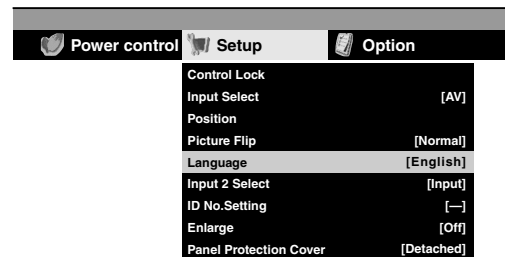 Power control Setup Option
Control Lock
Input Select [AV]
Position
Picture Flip [Normal]
Language [English]
Input 2 Select [Input]
ID No.Setting [—]
Enlarge [Off]
Panel Protection Cover [Detached]